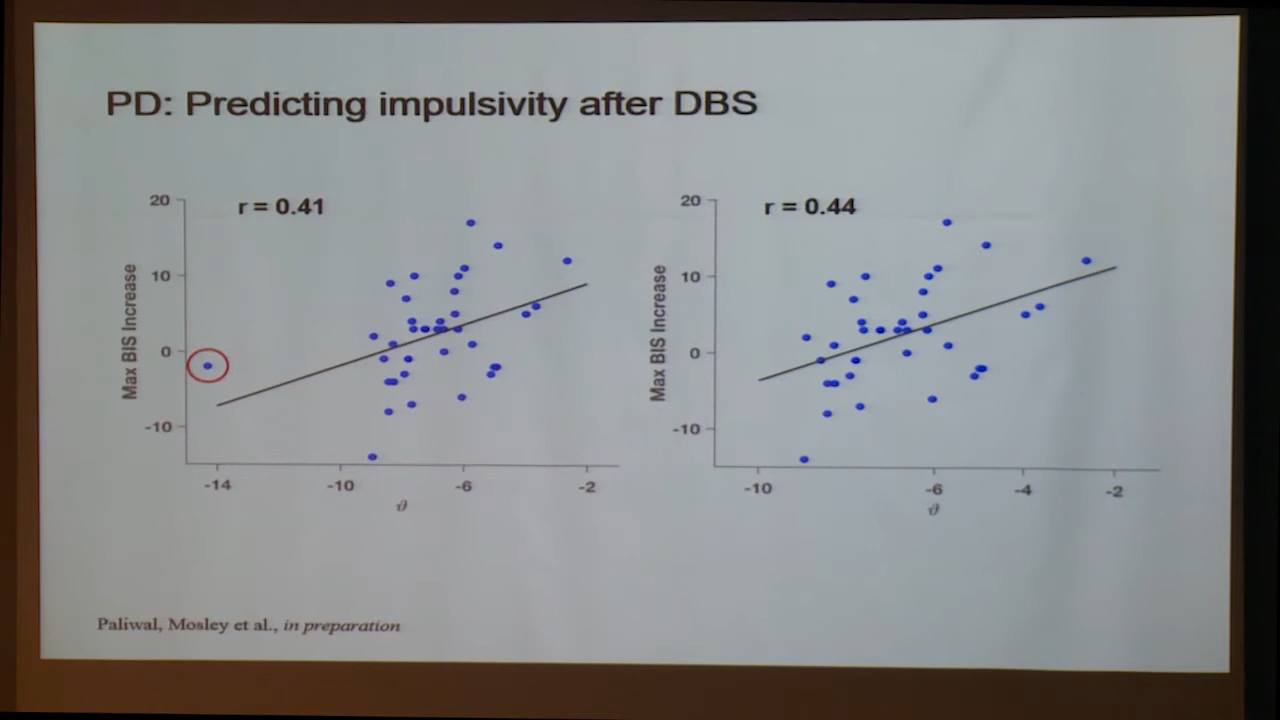 PD: Predicting impulsivity after DBS
r = 0.41
20
10
0
-10
Max BIS Increase
-14
-10
-6
-2
ϑ
r = 0.44
20
10
0
-10
Max BIS Increase
-10
-6
-4
-2
ϑ
Paliwal, Mosley et al., in preparation